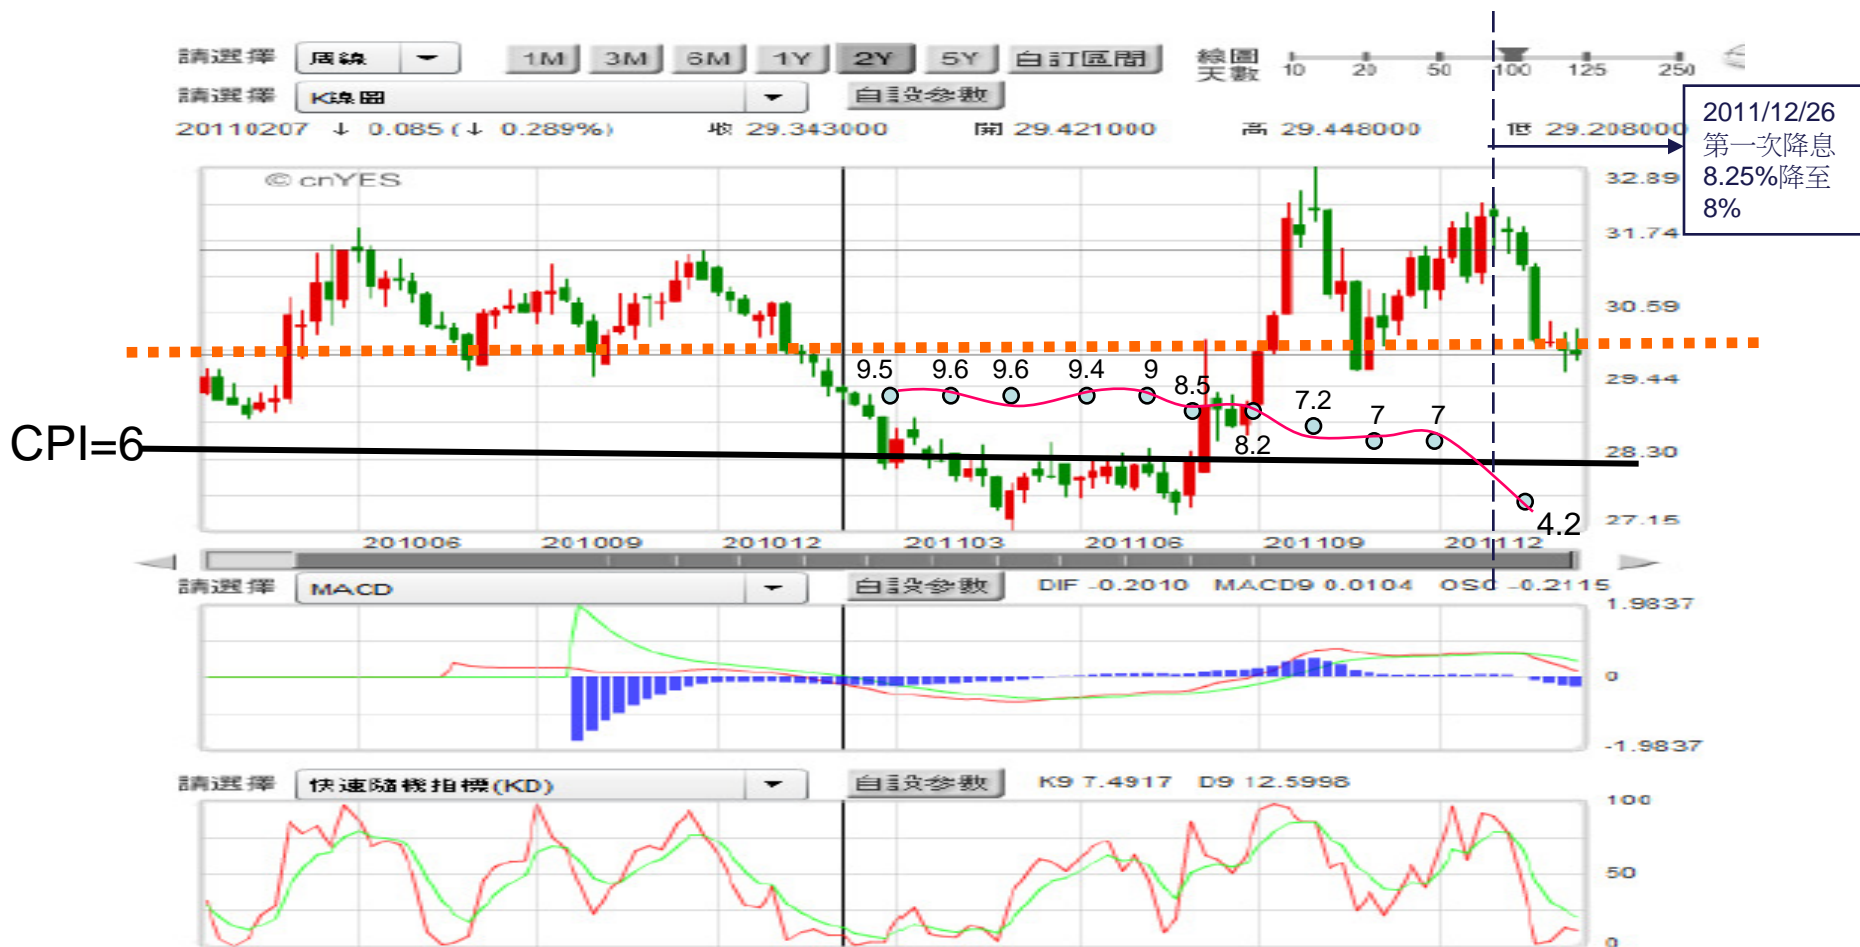 請選擇 周線 1M 3M 6M 1Y 2Y 5Y 自訂區間 線圖天數 10 20 50 100 125 250
請選擇 K線圖 自設參數
20110207 ↓ 0.085 (↓ 0.289%) 收 29.343000 開 29.421000 高 29.448000 低 29.208000
2011/12/26
第一次降息
8.25%降至
8%
© cnYES
32.89
31.74
30.59
29.44
28.30
27.15
9.5 9.6 9.6 9.4 9 8.5 8.2 7.2 7 7 4.2
CPI=6
201006 201009 201012 201103 201106 201109 201112
請選擇 MACD 自設參數 DIF -0.2010 MACD9 0.0104 OSC -0.2115
1.9837
0
-1.9837
請選擇 快速隨機指標(KD) 自設參數 K9 7.4917 D9 12.5998
100
50
0